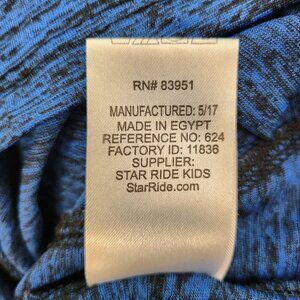 RN# 83951
MANUFACTURED: 5/17
MADE IN EGYPT
REFERENCE NO: 624
FACTORY ID: 11836
SUPPLIER:
STAR RIDE KIDS
StarRide.com